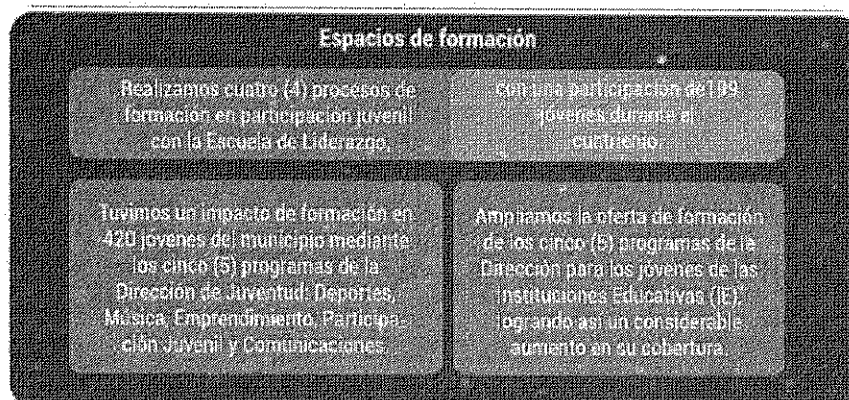 Espacios de formación
Realizamos cuatro (4) procesos de
formación en participación juvenil
con la Escuela de Liderazgo,
con una participación de 199
jóvenes durante el
cuatrienio.
Tuvimos un impacto de formación en
420 jóvenes del municipio mediante
los cinco (5) programas de la
Dirección de Juventud: Deportes,
Música, Emprendimiento, Participa-
ción Juvenil y Comunicaciones.
Ampliamos la oferta de formación
de los cinco (5) programas de la
Dirección para los jóvenes de las
Instituciones Educativas (IE),
logrando así un considerable
aumento en su cobertura.